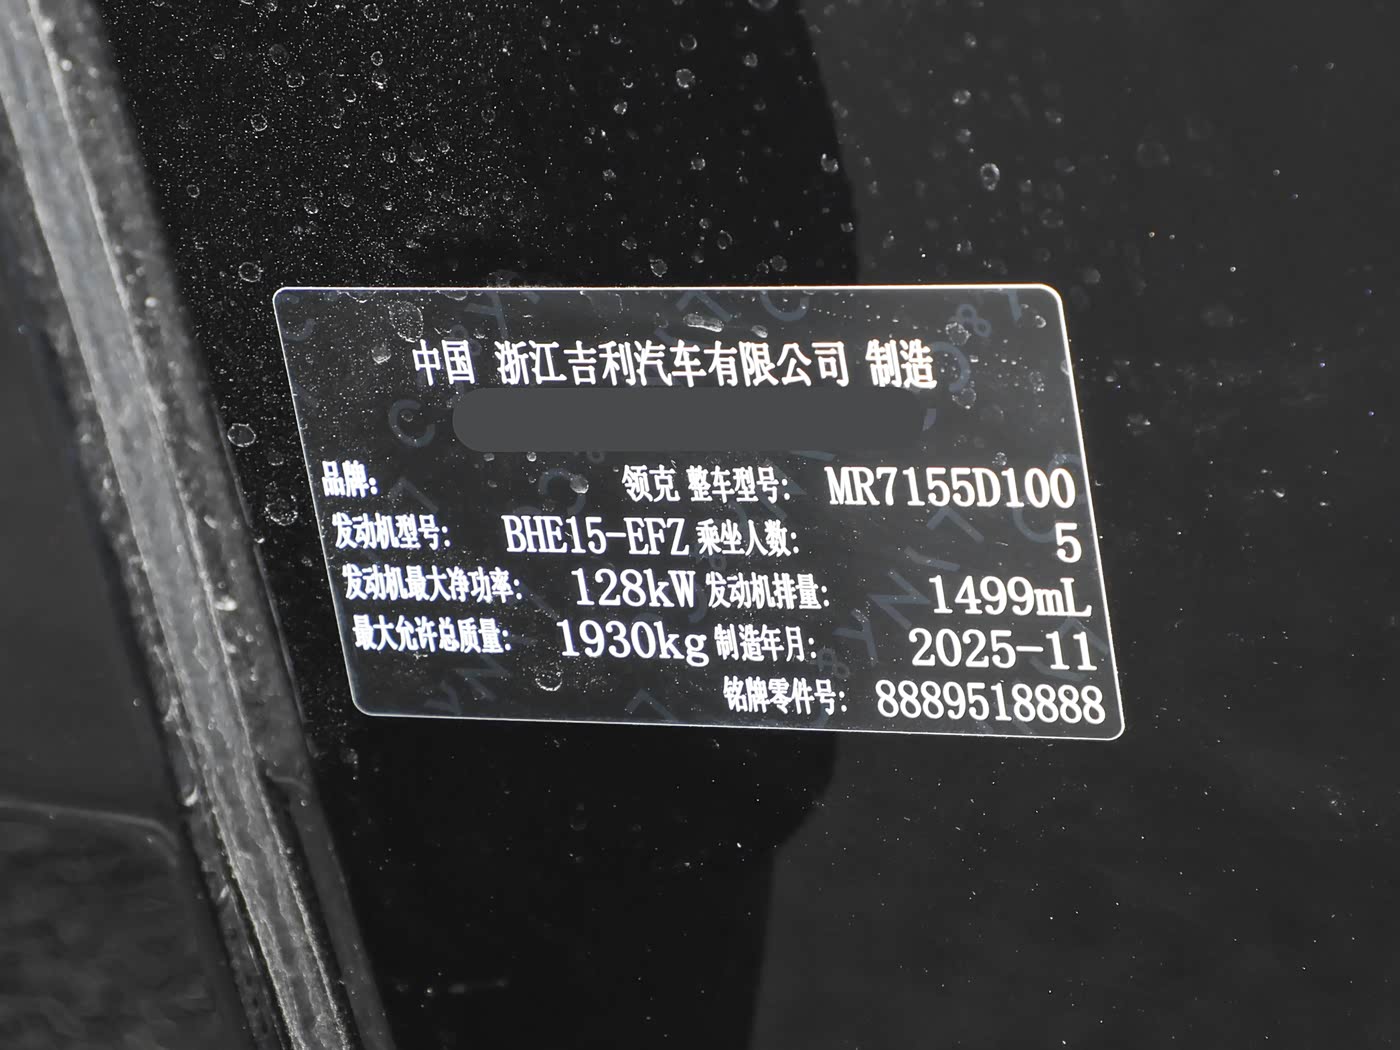 中国 浙江吉利汽车有限公司 制造
品牌: 领克 整车型号: MR7155D100
发动机型号: BHE15-EFZ 乘坐人数: 5
发动机最大净功率: 128kW 发动机排量: 1499mL
最大允许总质量: 1930kg 制造年月: 2025-11
铭牌零件号: 8889518888